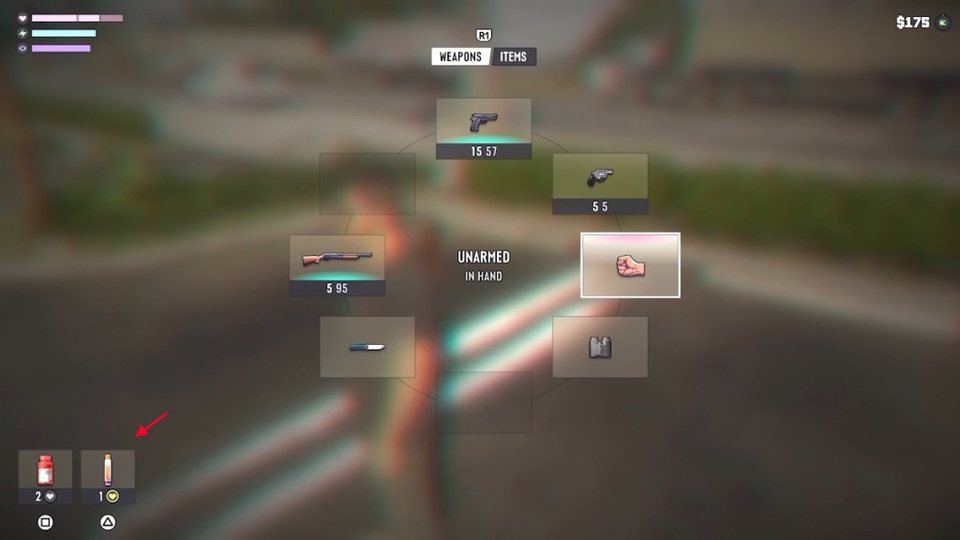 $175
R1
WEAPONS ITEMS
15 57
5 5
UNARMED
IN HAND
5 95
2
1